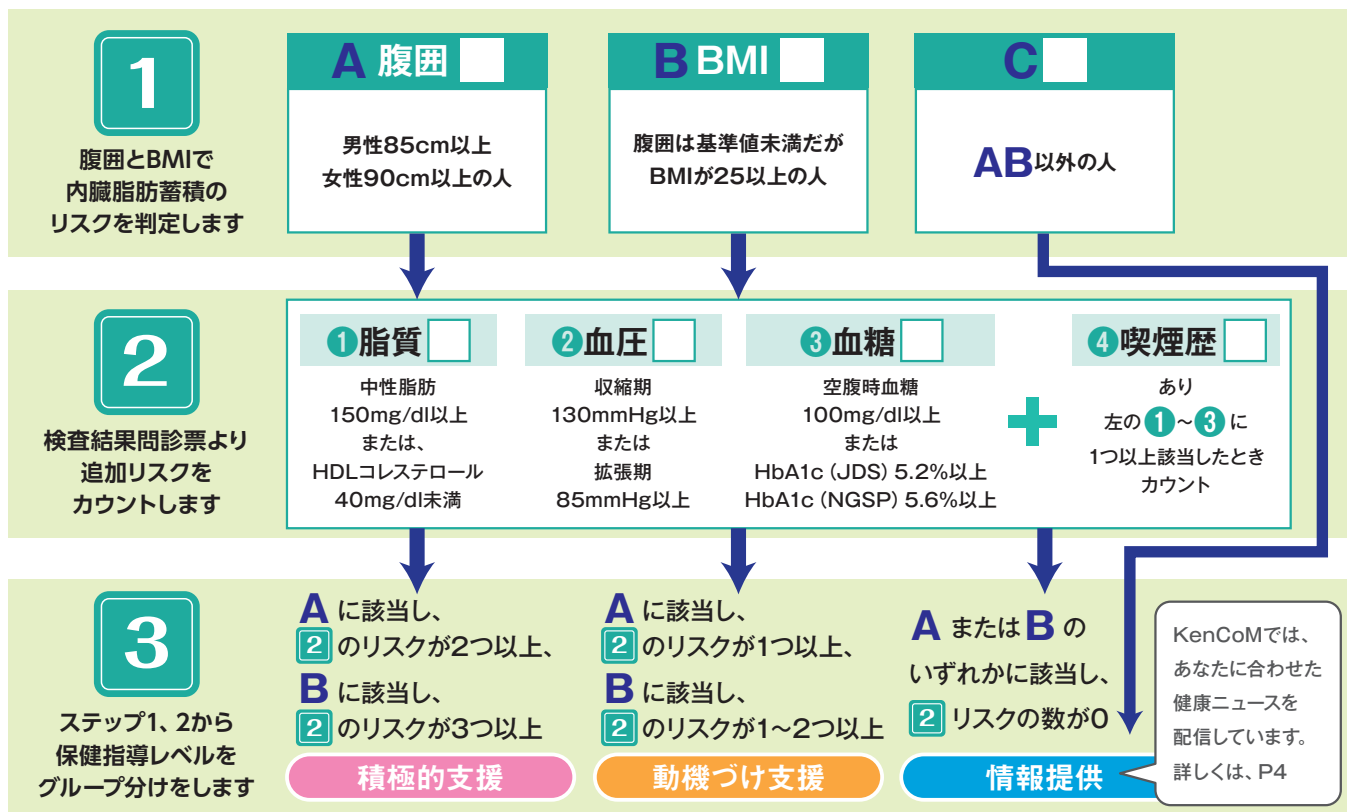 1
腹囲とBMIで
内臓脂肪蓄積の
リスクを判定します
A 腹囲
男性85cm以上
女性90cm以上の人
B BMI
腹囲は基準値未満だが
BMIが25以上の人
C
AB以外の人
2
検査結果問診票より
追加リスクを
カウントします
❶脂質
中性脂肪
150mg/dl以上
または、
HDLコレステロール
40mg/dl未満
❷血圧
収縮期
130mmHg以上
または
拡張期
85mmHg以上
❸血糖
空腹時血糖
100mg/dl以上
または
HbA1c（JDS）5.2%以上
HbA1c（NGSP）5.6%以上
+
❹喫煙歴
あり
左の❶～❸に
1つ以上該当したとき
カウント
3
ステップ1、2から
保健指導レベルを
グループ分けをします
Aに該当し、
2のリスクが2つ以上、
Bに該当し、
2のリスクが3つ以上
積極的支援
Aに該当し、
2のリスクが1つ以上、
Bに該当し、
2のリスクが1～2つ以上
動機づけ支援
AまたはBの
いずれかに該当し、
2リスクの数が0
情報提供
KenCoMでは、
あなたに合わせた
健康ニュースを
配信しています。
詳しくは、P4